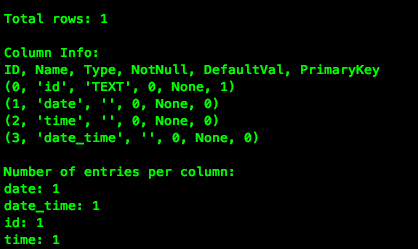 Total rows: 1
Column Info:
ID, Name, Type, NotNull, DefaultVal, PrimaryKey
(0, 'id', 'TEXT', 0, None, 1)
(1, 'date', '', 0, None, 0)
(2, 'time', '', 0, None, 0)
(3, 'date_time', '', 0, None, 0)
Number of entries per column:
date: 1
date_time: 1
id: 1
time: 1